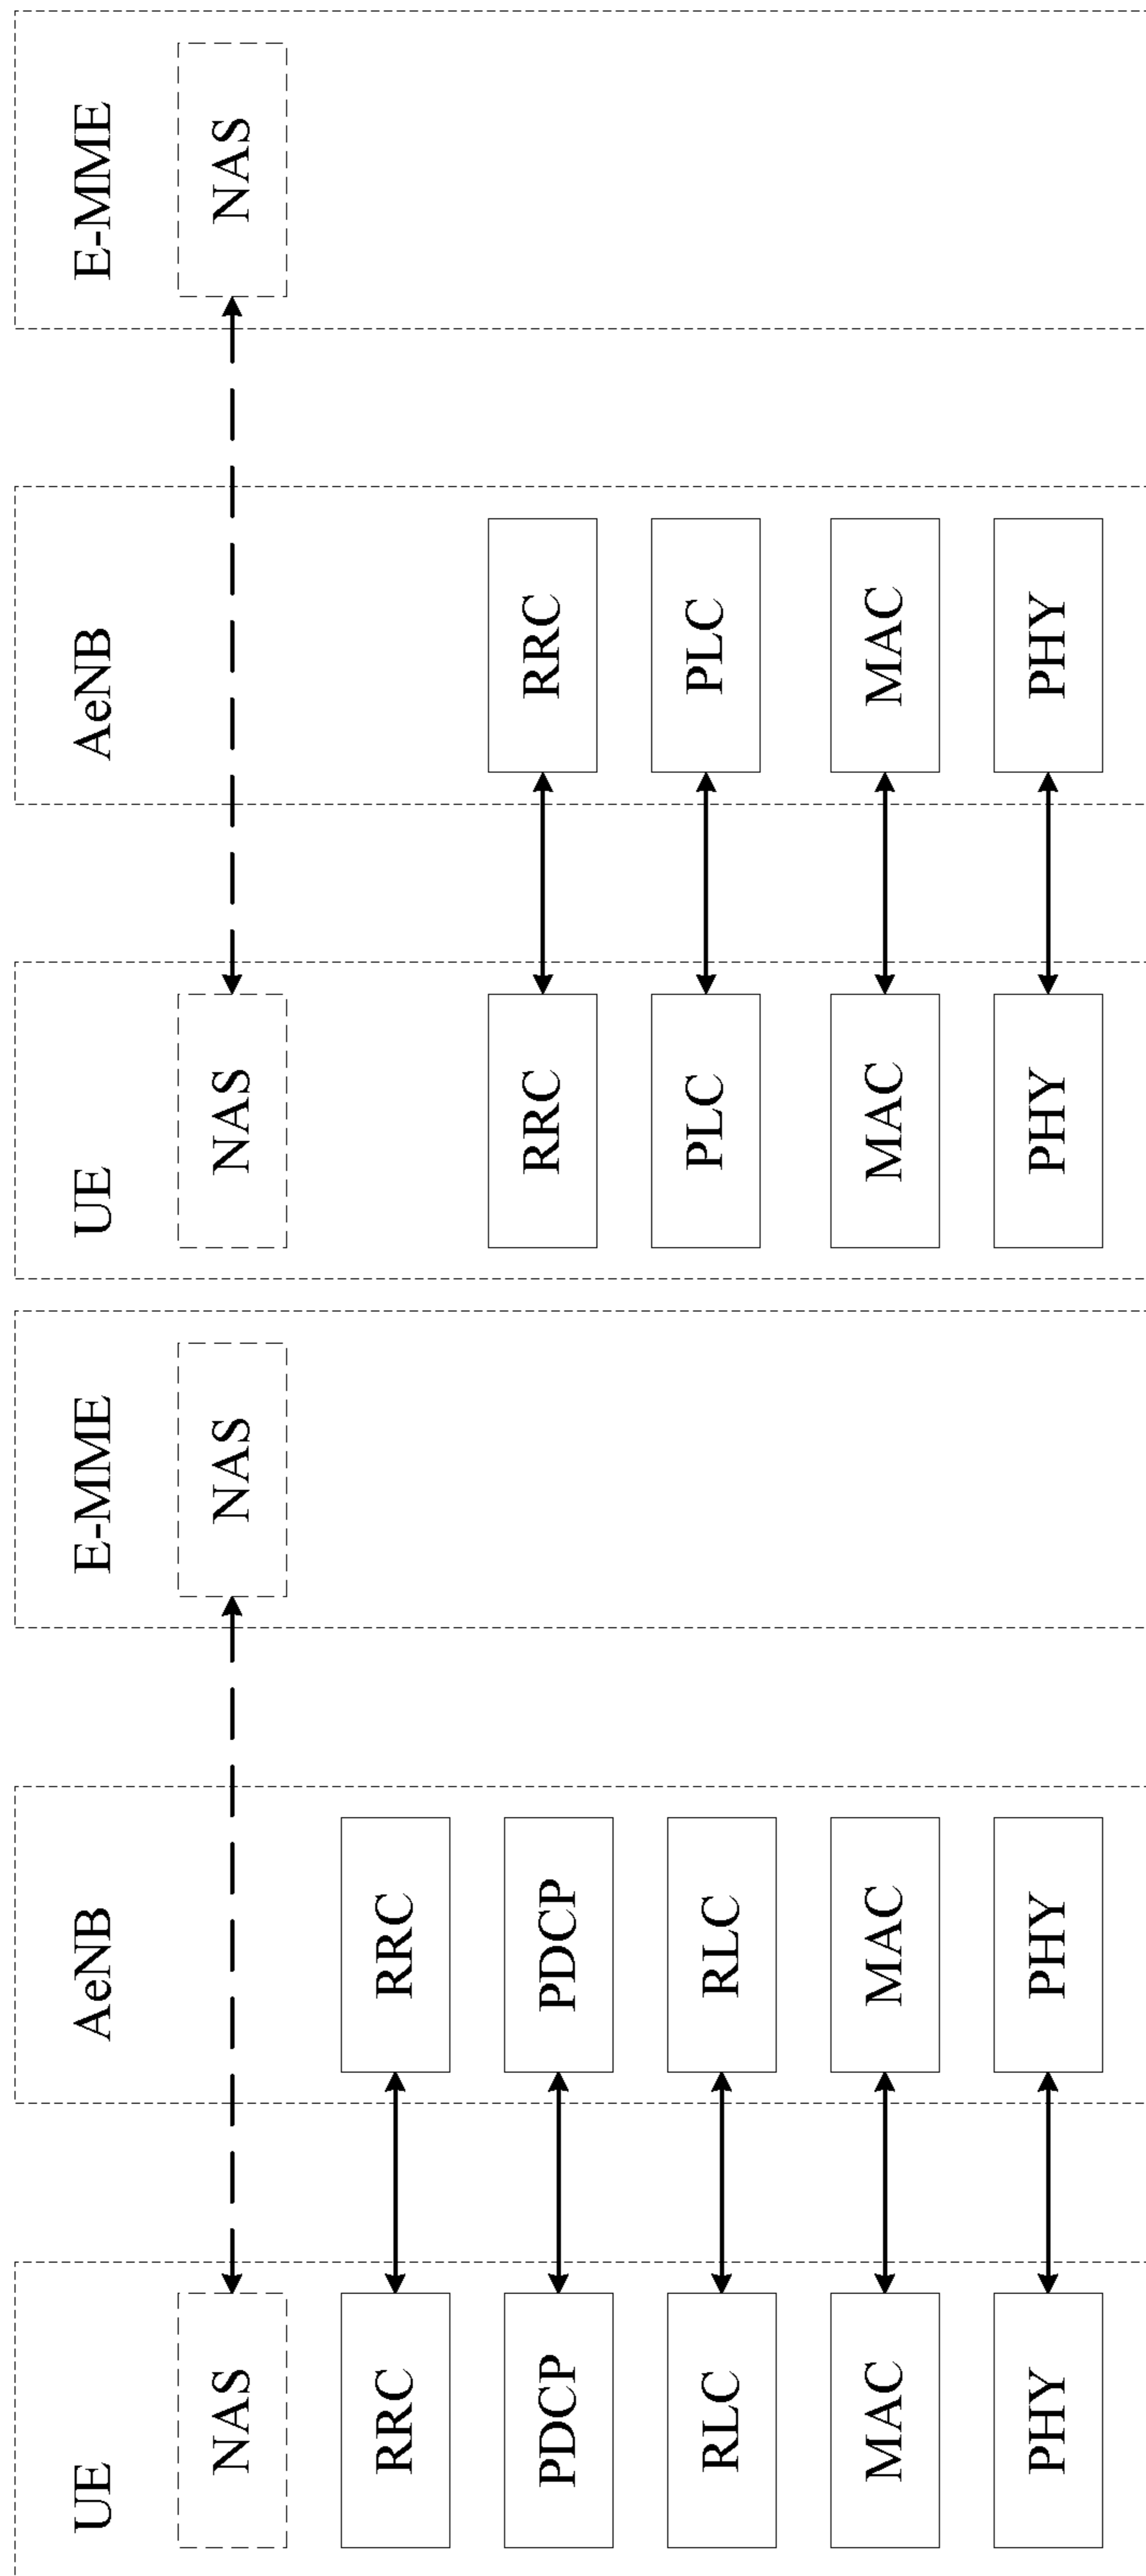 UE
NAS
RRC
PDCP
RLC
MAC
PHY
AeNB
RRC
PDCP
RLC
MAC
PHY
E-MME
NAS
UE
NAS
RRC
PLC
MAC
PHY
AeNB
RRC
PLC
MAC
PHY
E-MME
NAS